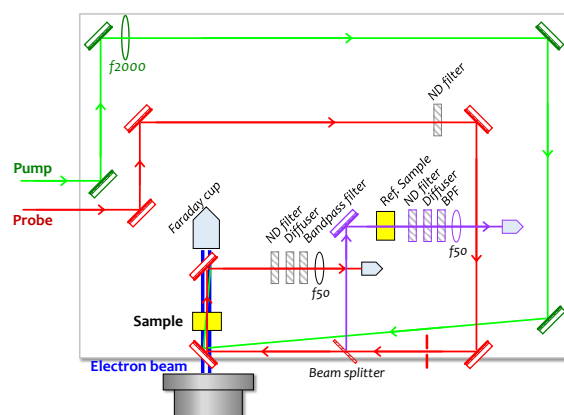 f2000
ND filter
Pump
Probe
Faraday cup
ND filter
Diffuser
Bandpass filter
f50
Ref. Sample
ND filter
Diffuser
BPF
f50
Sample
Electron beam
Beam splitter